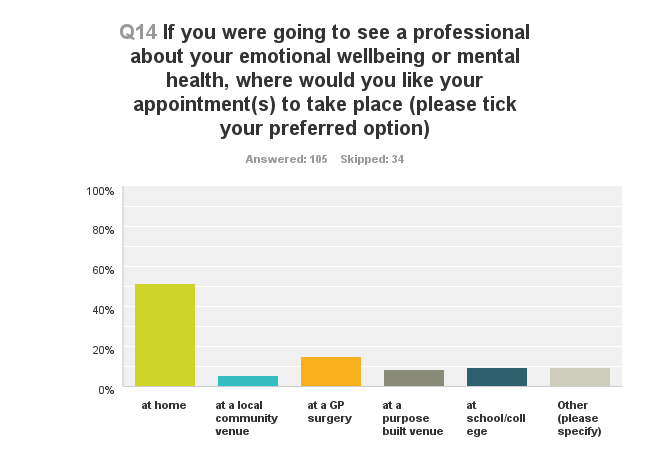 Q14 If you were going to see a professional
about your emotional wellbeing or mental
health, where would you like your
appointment(s) to take place (please tick
your preferred option)
Answered: 105 Skipped: 34
100%
80%
60%
40%
20%
0%
at home
at a local
community
venue
at a GP
surgery
at a
purpose
built venue
at
school/coll
ege
Other
(please
specify)